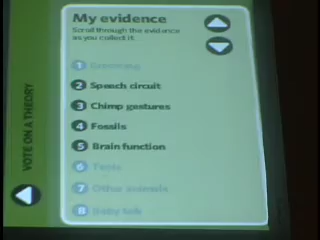 My evidence
Scroll through the evidence
as you collect it.
1 Grooming
2 Speech circuit
3 Chimp gestures
4 Fossils
5 Brain function
6 Tools
7 Other animals
8 Baby talk
VOTE ON A THEORY